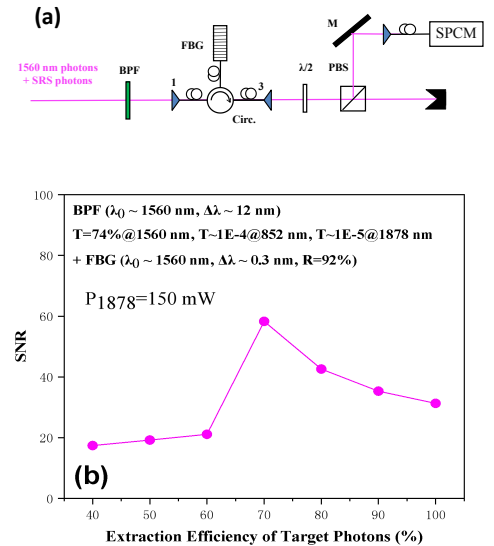 (a)
M
FBG
SPCM
1560 nm photons
+ SRS photons
BPF
1
3
λ/2
PBS
Circ.
100
80
60
40
20
0
SNR
BPF (λ₀ ~ 1560 nm, Δλ ~ 12 nm)
T=74%@1560 nm, T~1E-4@852 nm, T~1E-5@1878 nm
+ FBG (λ₀ ~ 1560 nm, Δλ ~ 0.3 nm, R=92%)
P₁₈₇₈=150 mW
(b)
40 50 60 70 80 90 100
Extraction Efficiency of Target Photons (%)